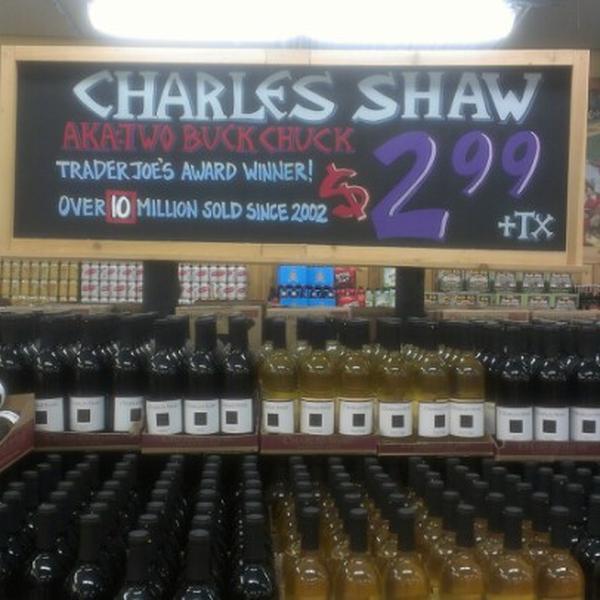 CHARLES SHAW
AKA: TWO BUCK CHUCK
TRADER JOE'S AWARD WINNER!
OVER 10 MILLION SOLD SINCE 2002
$2.99
+TX